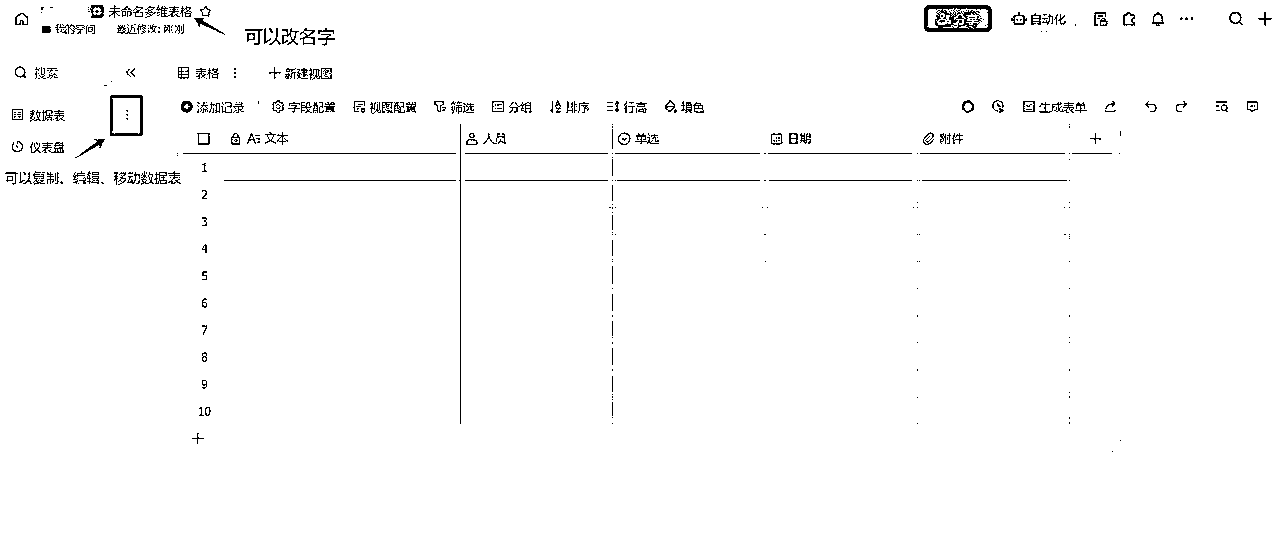 未命名多维表格
我的空间 最近修改: 刚刚
可以改名字
分享
自动化
搜索
表格
新建视图
数据表
添加记录 字段配置 视图配置 筛选 分组 排序 行高 填色 生成表单
文本 人员 单选 日期 附件
仪表盘
可以复制、编辑、移动数据表
1
2
3
4
5
6
7
8
9
10